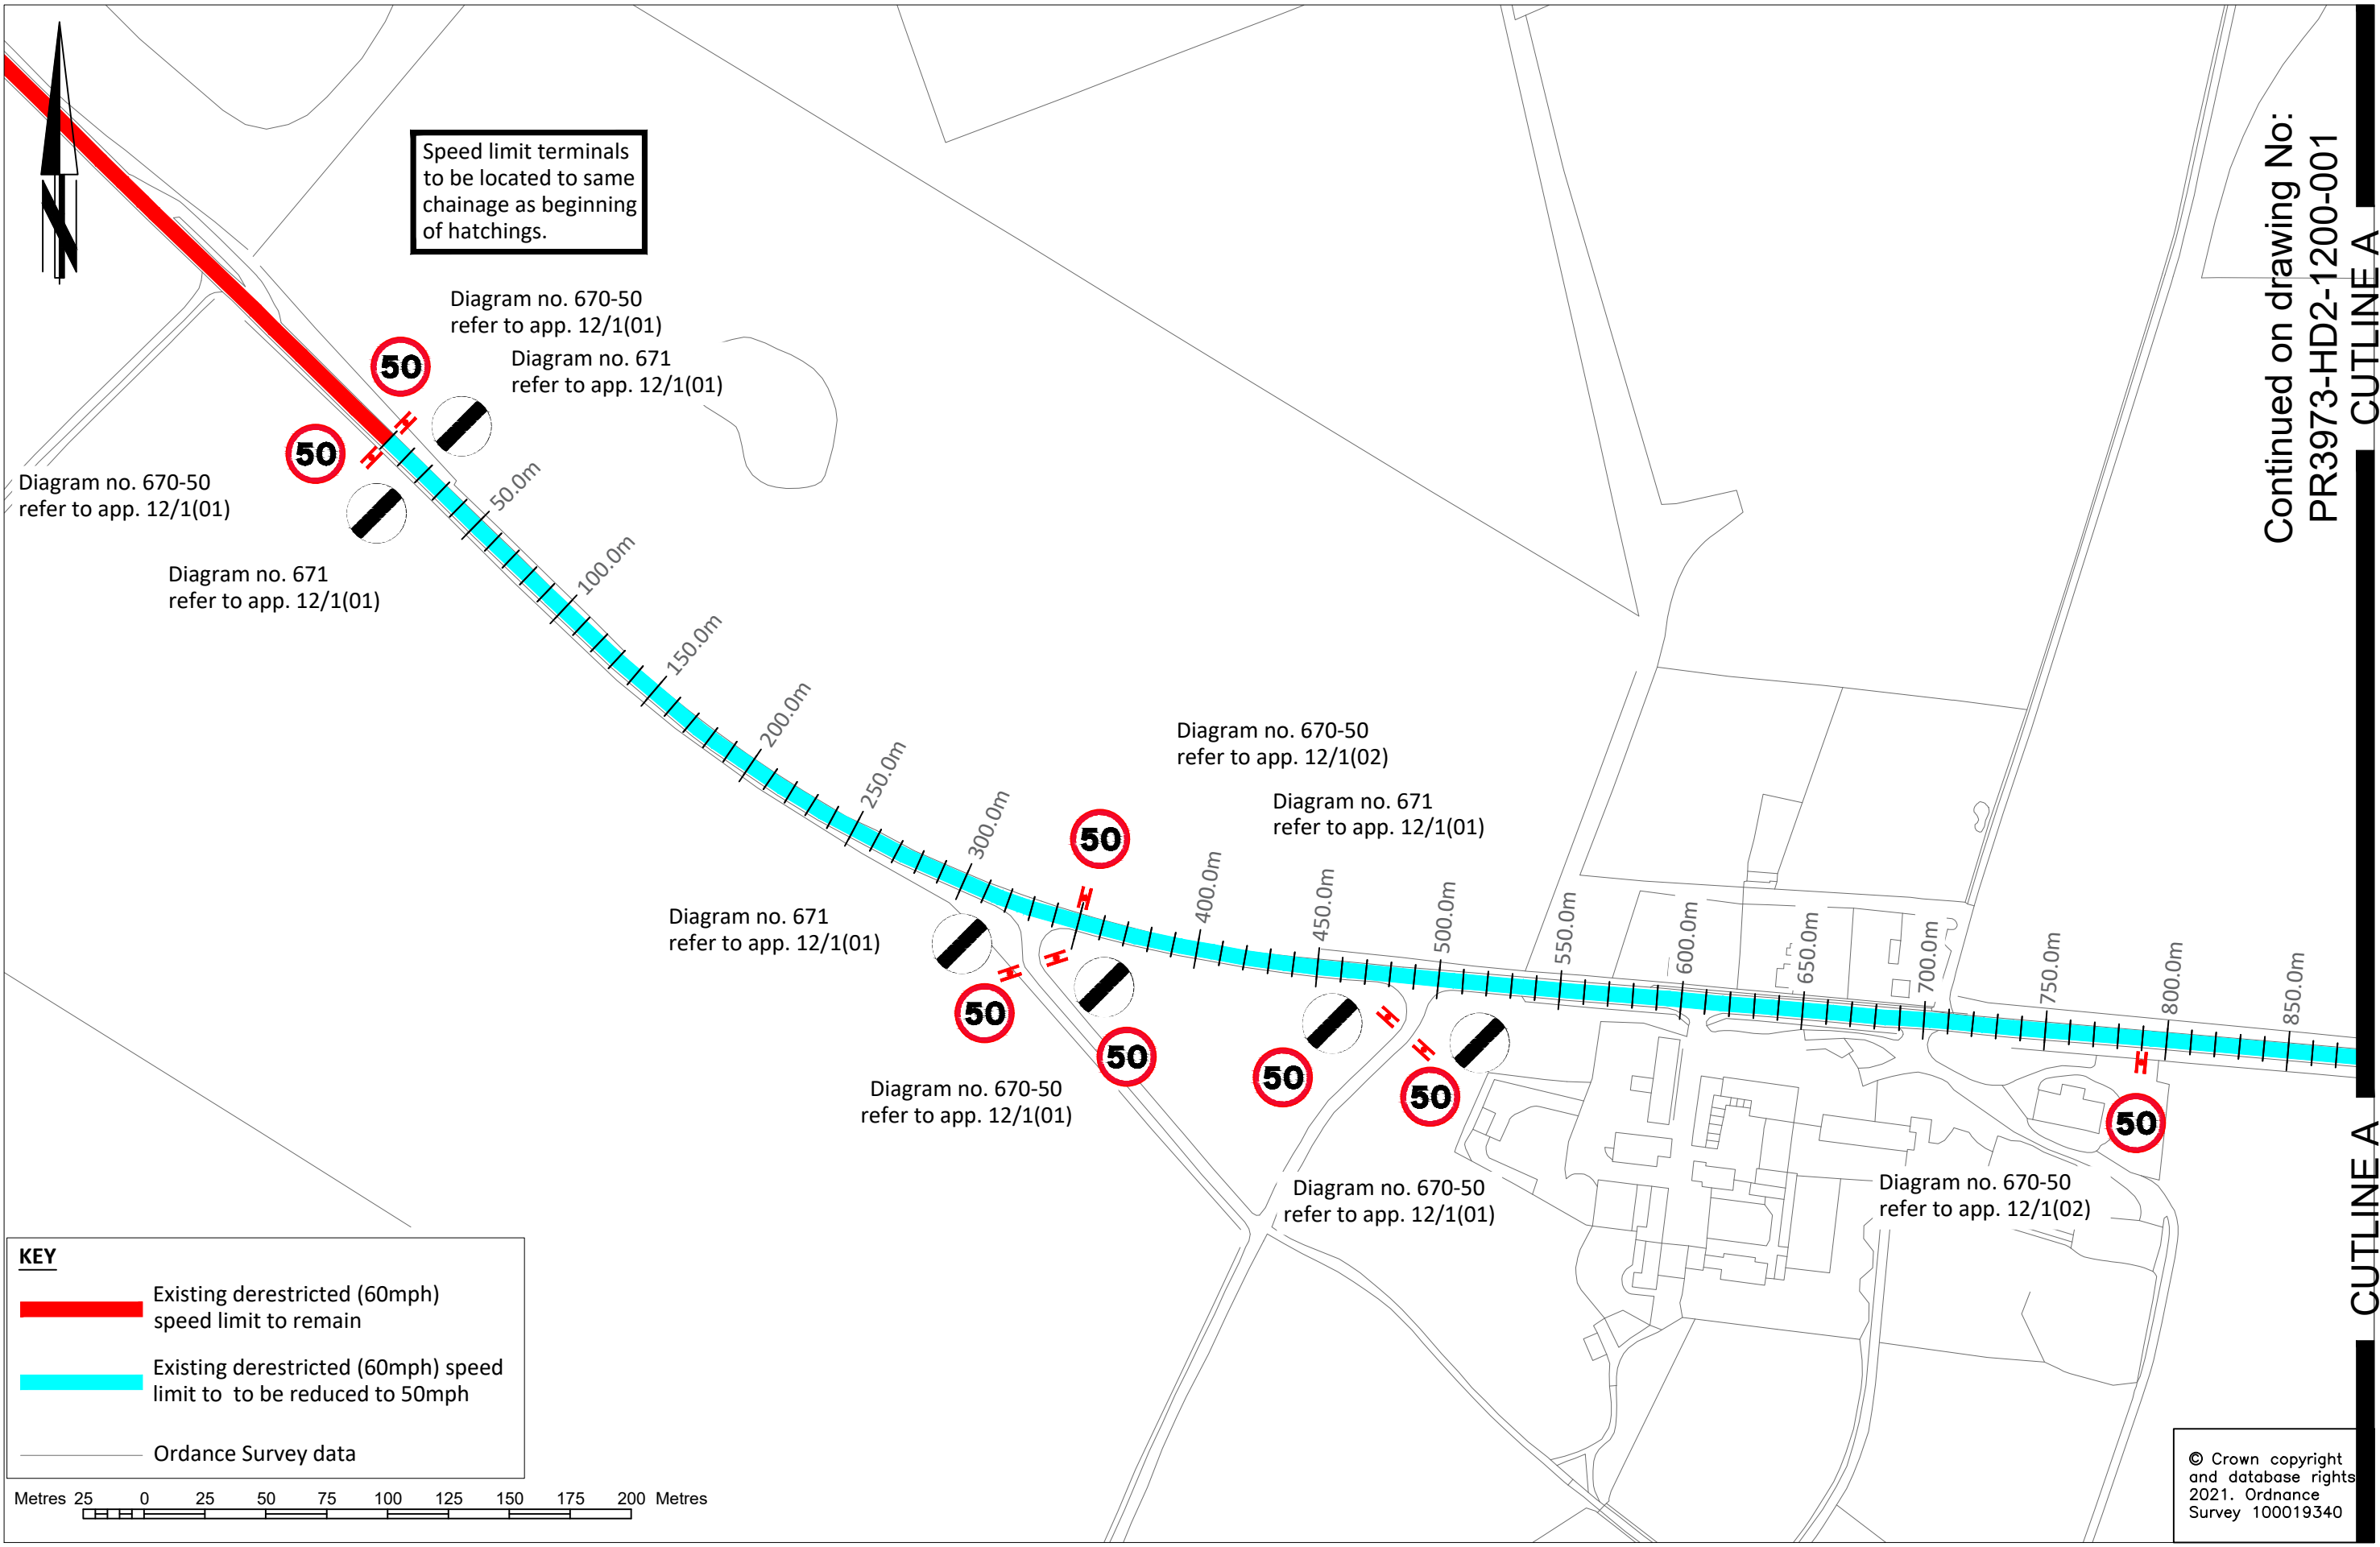 Speed limit terminals
to be located to same
chainage as beginning
of hatchings.
Continued on drawing No:
PR3973-HD2-1200-001
CUTLINE A
N
Diagram no. 670-50
refer to app. 12/1(01)
Diagram no. 671
refer to app. 12/1(01)
50
50
Diagram no. 670-50
refer to app. 12/1(01)
Diagram no. 671
refer to app. 12/1(01)
50.0m
100.0m
150.0m
200.0m
250.0m
300.0m
Diagram no. 670-50
refer to app. 12/1(02)
Diagram no. 671
refer to app. 12/1(01)
50
400.0m
450.0m
500.0m
550.0m
600.0m
650.0m
700.0m
750.0m
800.0m
850.0m
Diagram no. 671
refer to app. 12/1(01)
50
50
50
50
50
Diagram no. 670-50
refer to app. 12/1(01)
Diagram no. 670-50
refer to app. 12/1(01)
Diagram no. 670-50
refer to app. 12/1(02)
CUTLINE A
KEY
Existing derestricted (60mph)
speed limit to remain
Existing derestricted (60mph) speed
limit to  to be reduced to 50mph
Ordance Survey data
Metres 25 0 25 50 75 100 125 150 175 200 Metres
© Crown copyright
and database rights
2021. Ordnance
Survey 100019340